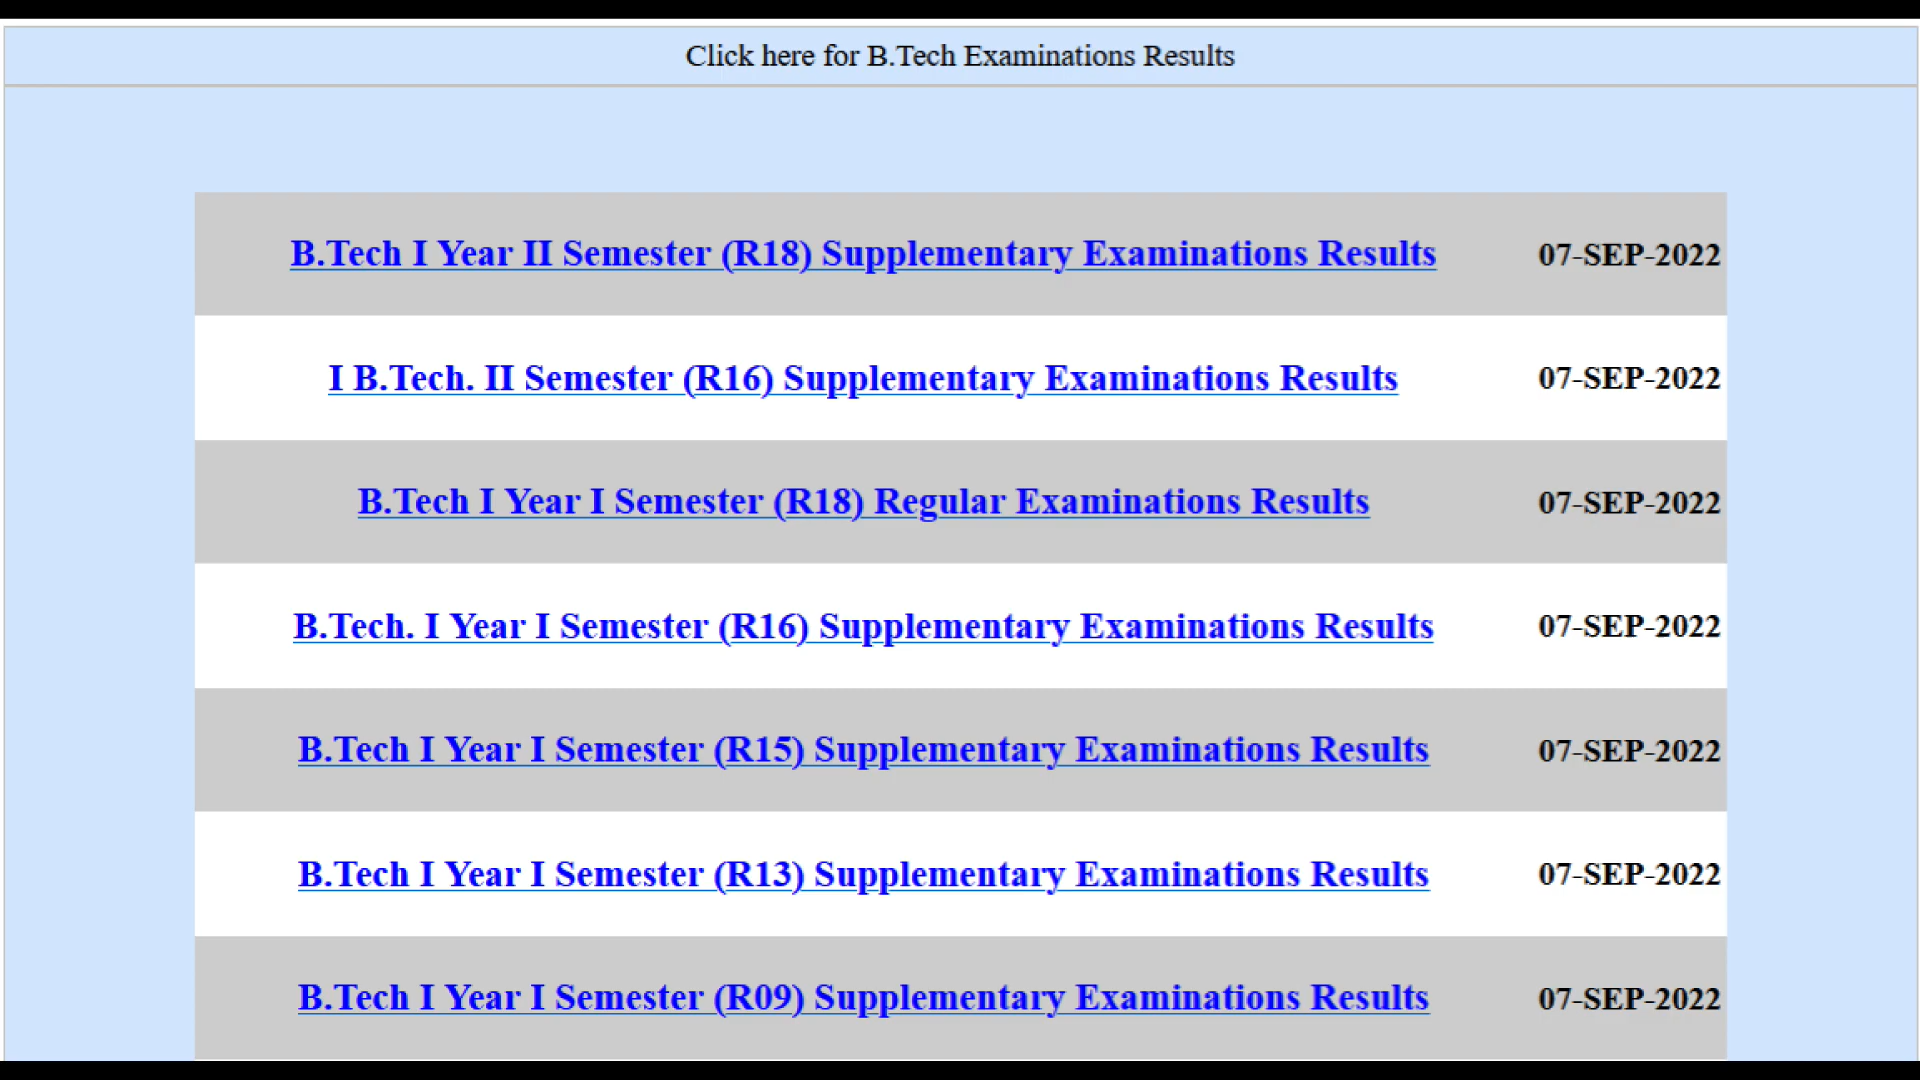 Click here for B.Tech Examinations Results
B.Tech I Year II Semester (R18) Supplementary Examinations Results 07-SEP-2022
I B.Tech. II Semester (R16) Supplementary Examinations Results 07-SEP-2022
B.Tech I Year I Semester (R18) Regular Examinations Results 07-SEP-2022
B.Tech. I Year I Semester (R16) Supplementary Examinations Results 07-SEP-2022
B.Tech I Year I Semester (R15) Supplementary Examinations Results 07-SEP-2022
B.Tech I Year I Semester (R13) Supplementary Examinations Results 07-SEP-2022
B.Tech I Year I Semester (R09) Supplementary Examinations Results 07-SEP-2022